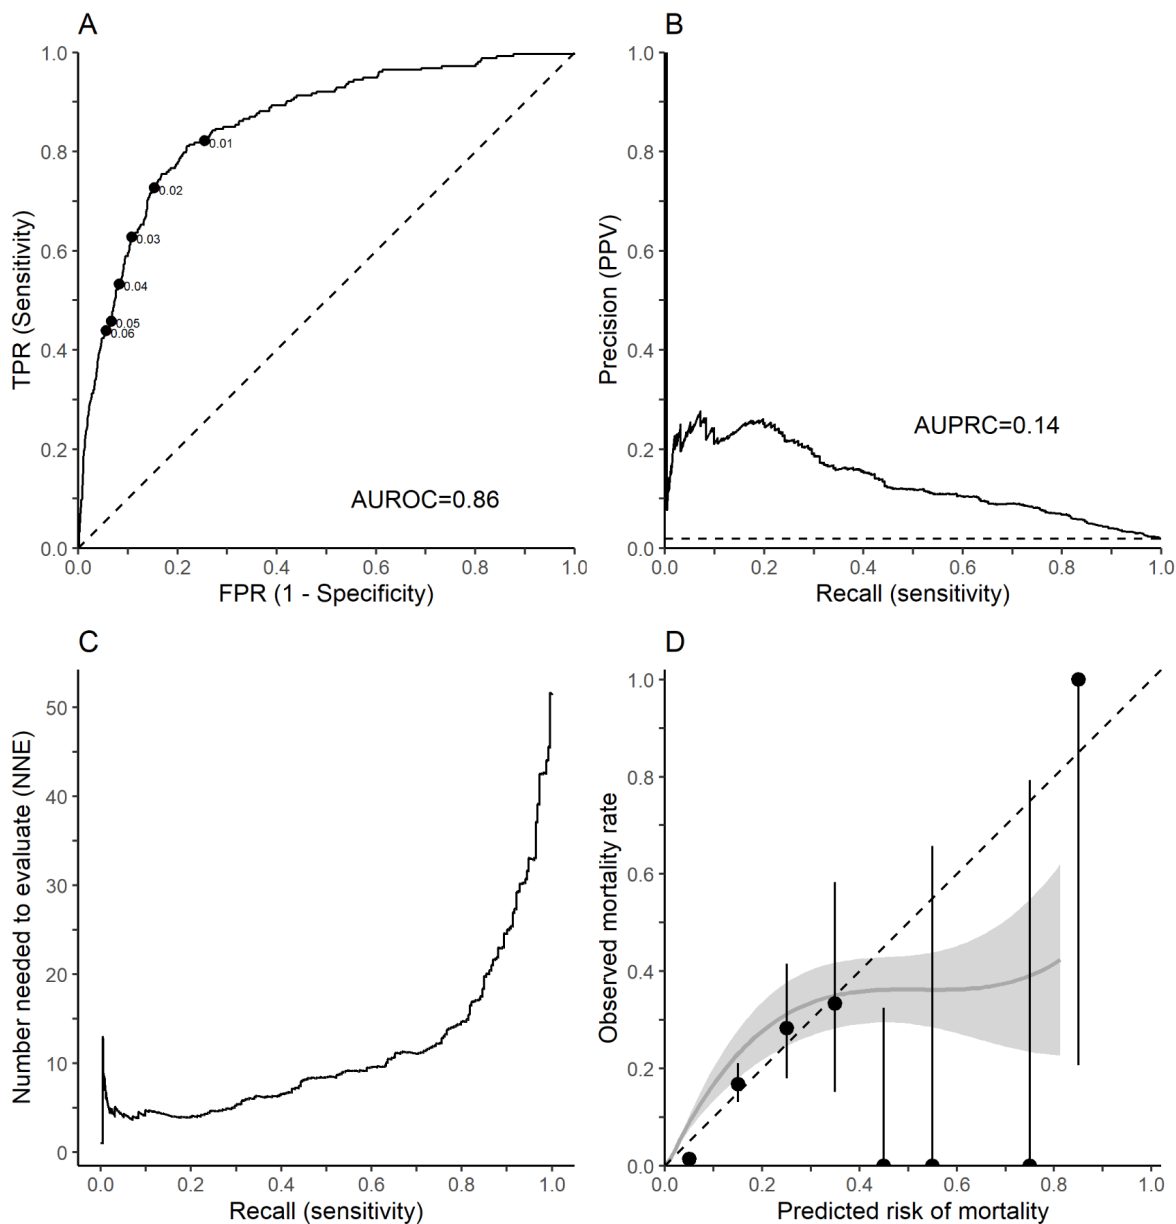 A
TPR (Sensitivity)
1.0
0.8
0.6
0.4
0.2
0.0
0.01
0.02
0.03
0.04
0.05
0.06
AUROC=0.86
0.0 0.2 0.4 0.6 0.8 1.0
FPR (1 - Specificity)
B
Precision (PPV)
1.0
0.8
0.6
0.4
0.2
0.0
AUPRC=0.14
0.0 0.2 0.4 0.6 0.8 1.0
Recall (sensitivity)
C
Number needed to evaluate (NNE)
50
40
30
20
10
0
0.0 0.2 0.4 0.6 0.8 1.0
Recall (sensitivity)
D
Observed mortality rate
1.0
0.8
0.6
0.4
0.2
0.0
0.0 0.2 0.4 0.6 0.8 1.0
Predicted risk of mortality